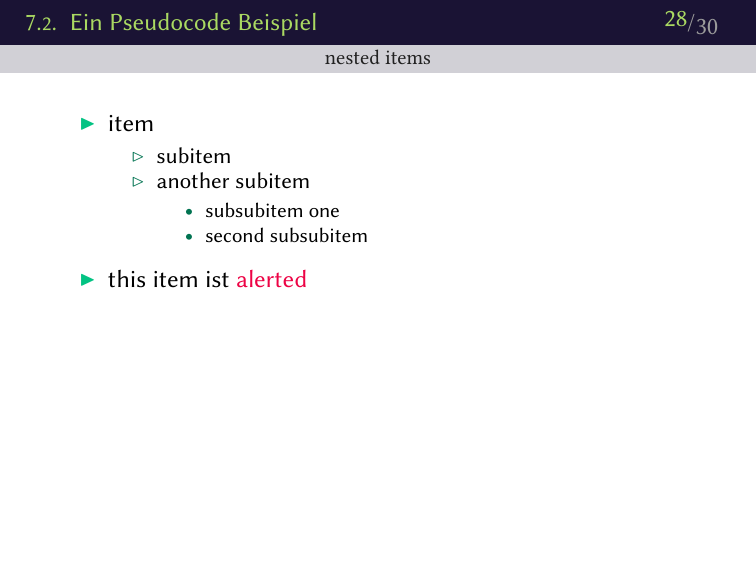 7.2. Ein Pseudocode Beispiel 28/30
nested items
▶ item
▷ subitem
▷ another subitem
• subsubitem one
• second subsubitem
▶ this item ist alerted